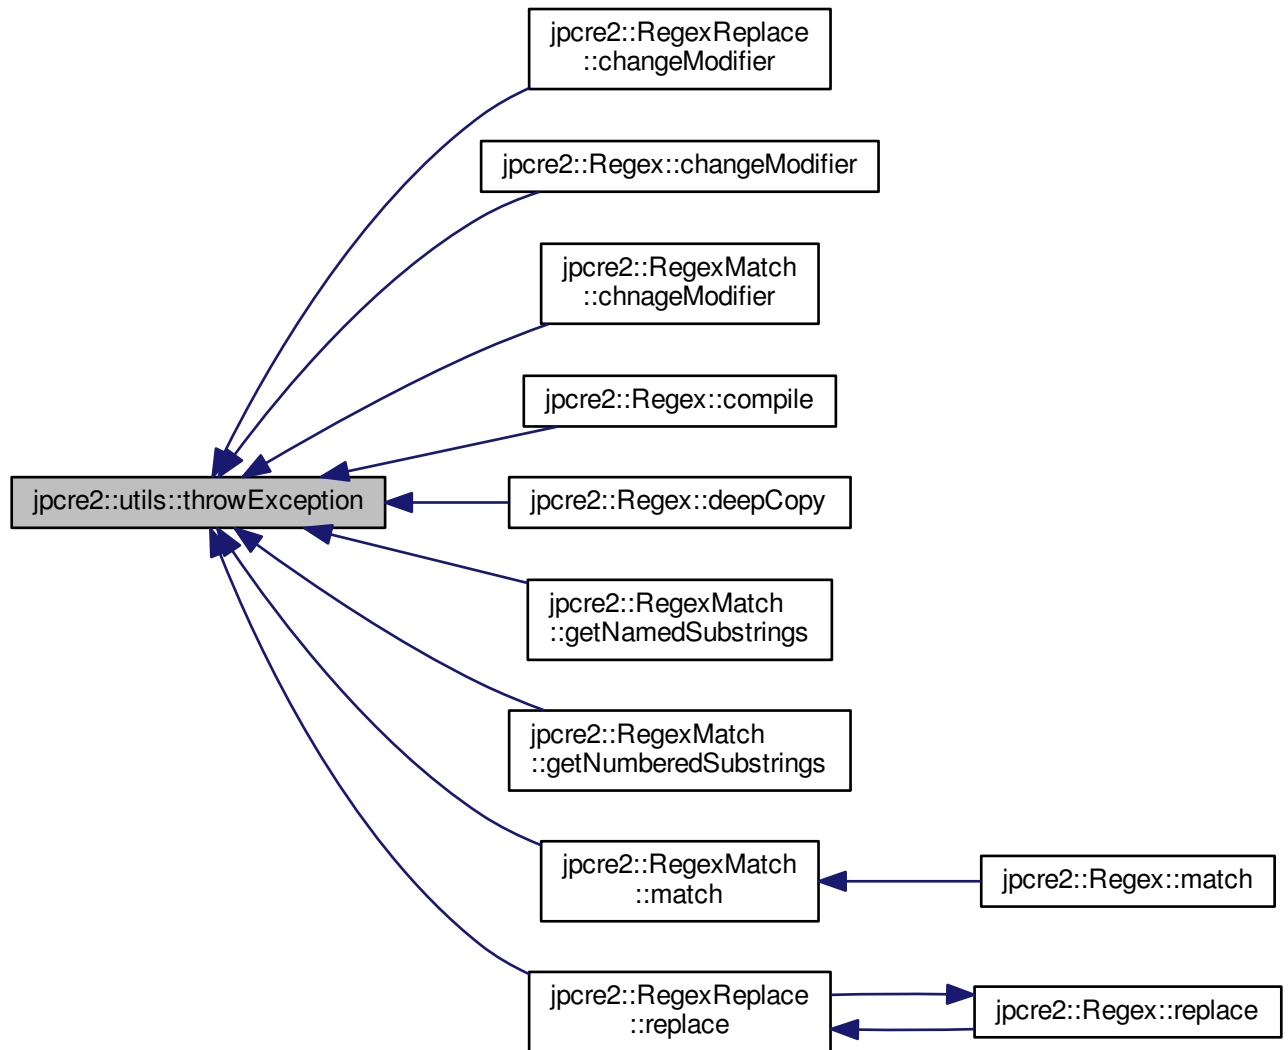 jpcre2::RegexReplace
::changeModifier
jpcre2::Regex::changeModifier
jpcre2::RegexMatch
::chnageModifier
jpcre2::Regex::compile
jpcre2::utils::throwException
jpcre2::Regex::deepCopy
jpcre2::RegexMatch
::getNamedSubstrings
jpcre2::RegexMatch
::getNumberedSubstrings
jpcre2::RegexMatch
::match
jpcre2::Regex::match
jpcre2::RegexReplace
::replace
jpcre2::Regex::replace